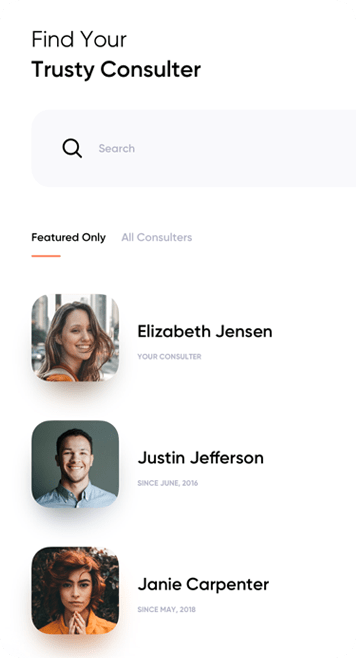 Find Your
Trusty Consulter
Search
Featured Only All Consulters
Elizabeth Jensen
YOUR CONSULTER
Justin Jefferson
SINCE JUNE, 2016
Janie Carpenter
SINCE MAY, 2018